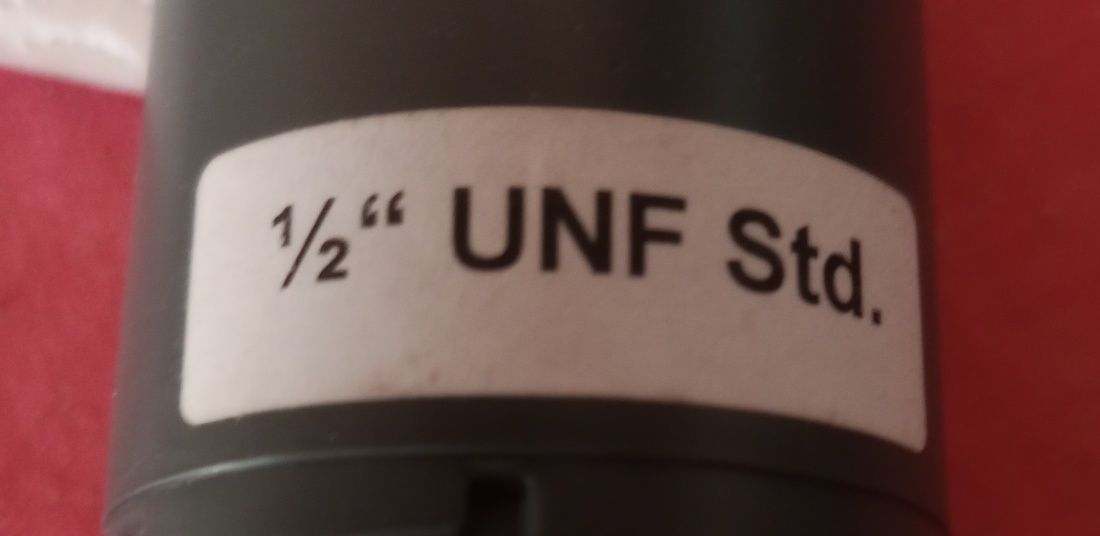 ½“ UNF Std.